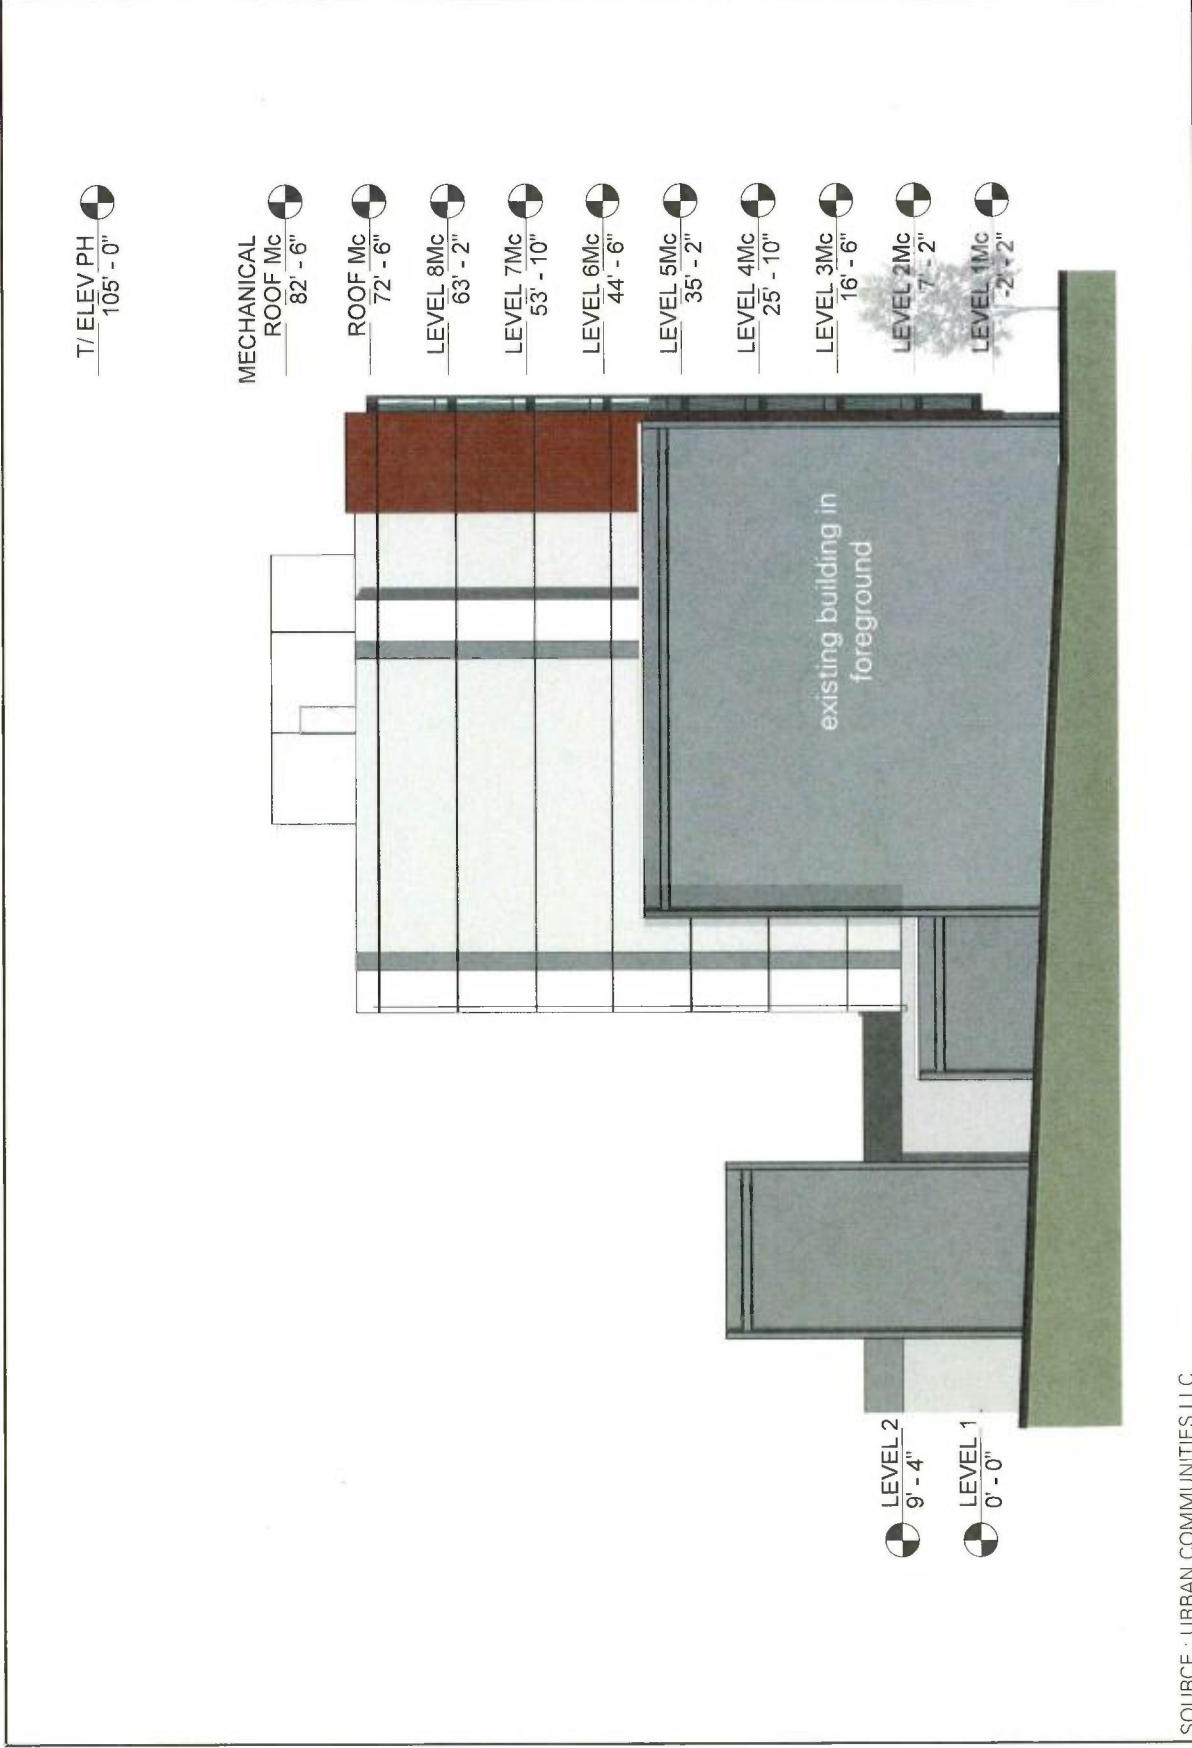 T/ ELEV PH
105' - 0"
MECHANICAL
ROOF Mc
82' - 6"
ROOF Mc
72' - 6"
LEVEL 8Mc
63' - 2"
LEVEL 7Mc
53' - 10"
LEVEL 6Mc
44' - 6"
LEVEL 5Mc
35' - 2"
LEVEL 4Mc
25' - 10"
LEVEL 3Mc
16' - 6"
LEVEL 2Mc
7' - 2"
LEVEL 1Mc
-2' - 2"
existing building in
foreground
LEVEL 2
9' - 4"
LEVEL 1
0' - 0"
SOURCE : URBAN COMMUNITIES LLC